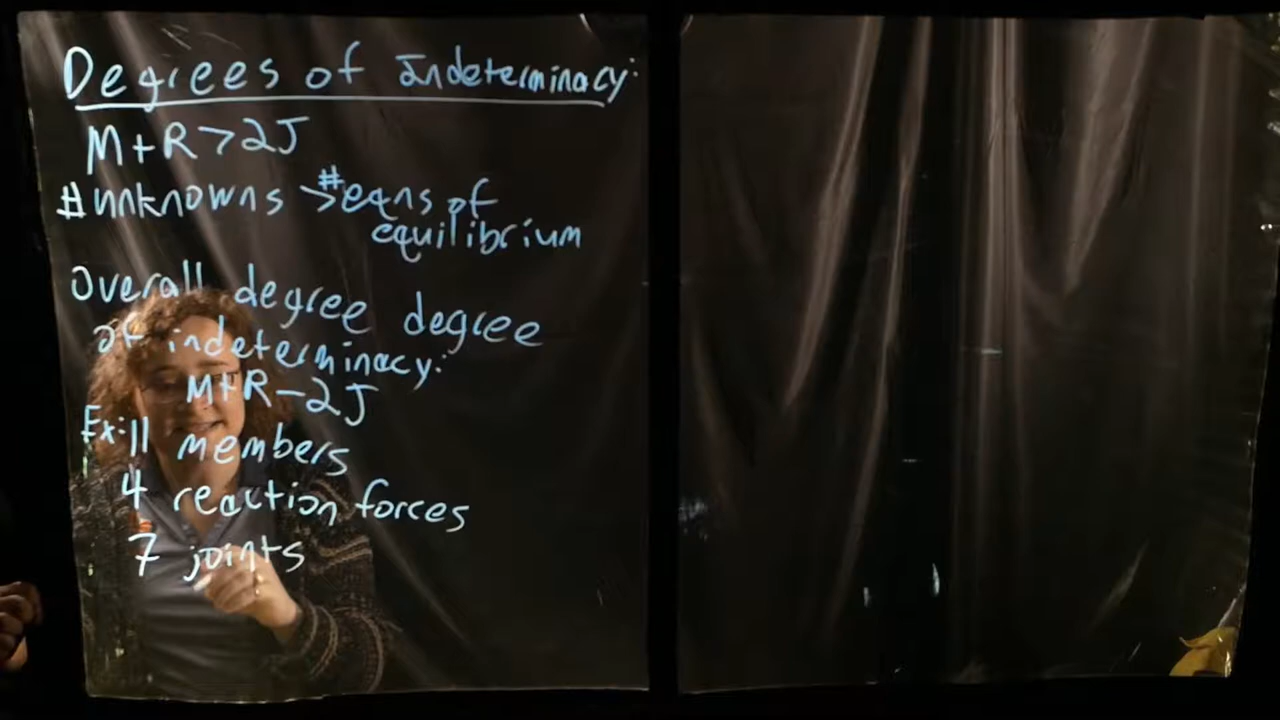 Degrees of Indeterminacy:
M+R>2J
#unknowns > #eqns of
equilibrium
Overall degree degree
of indeterminacy:
M+R-2J
Ex: 11 members
4 reaction forces
7 joints